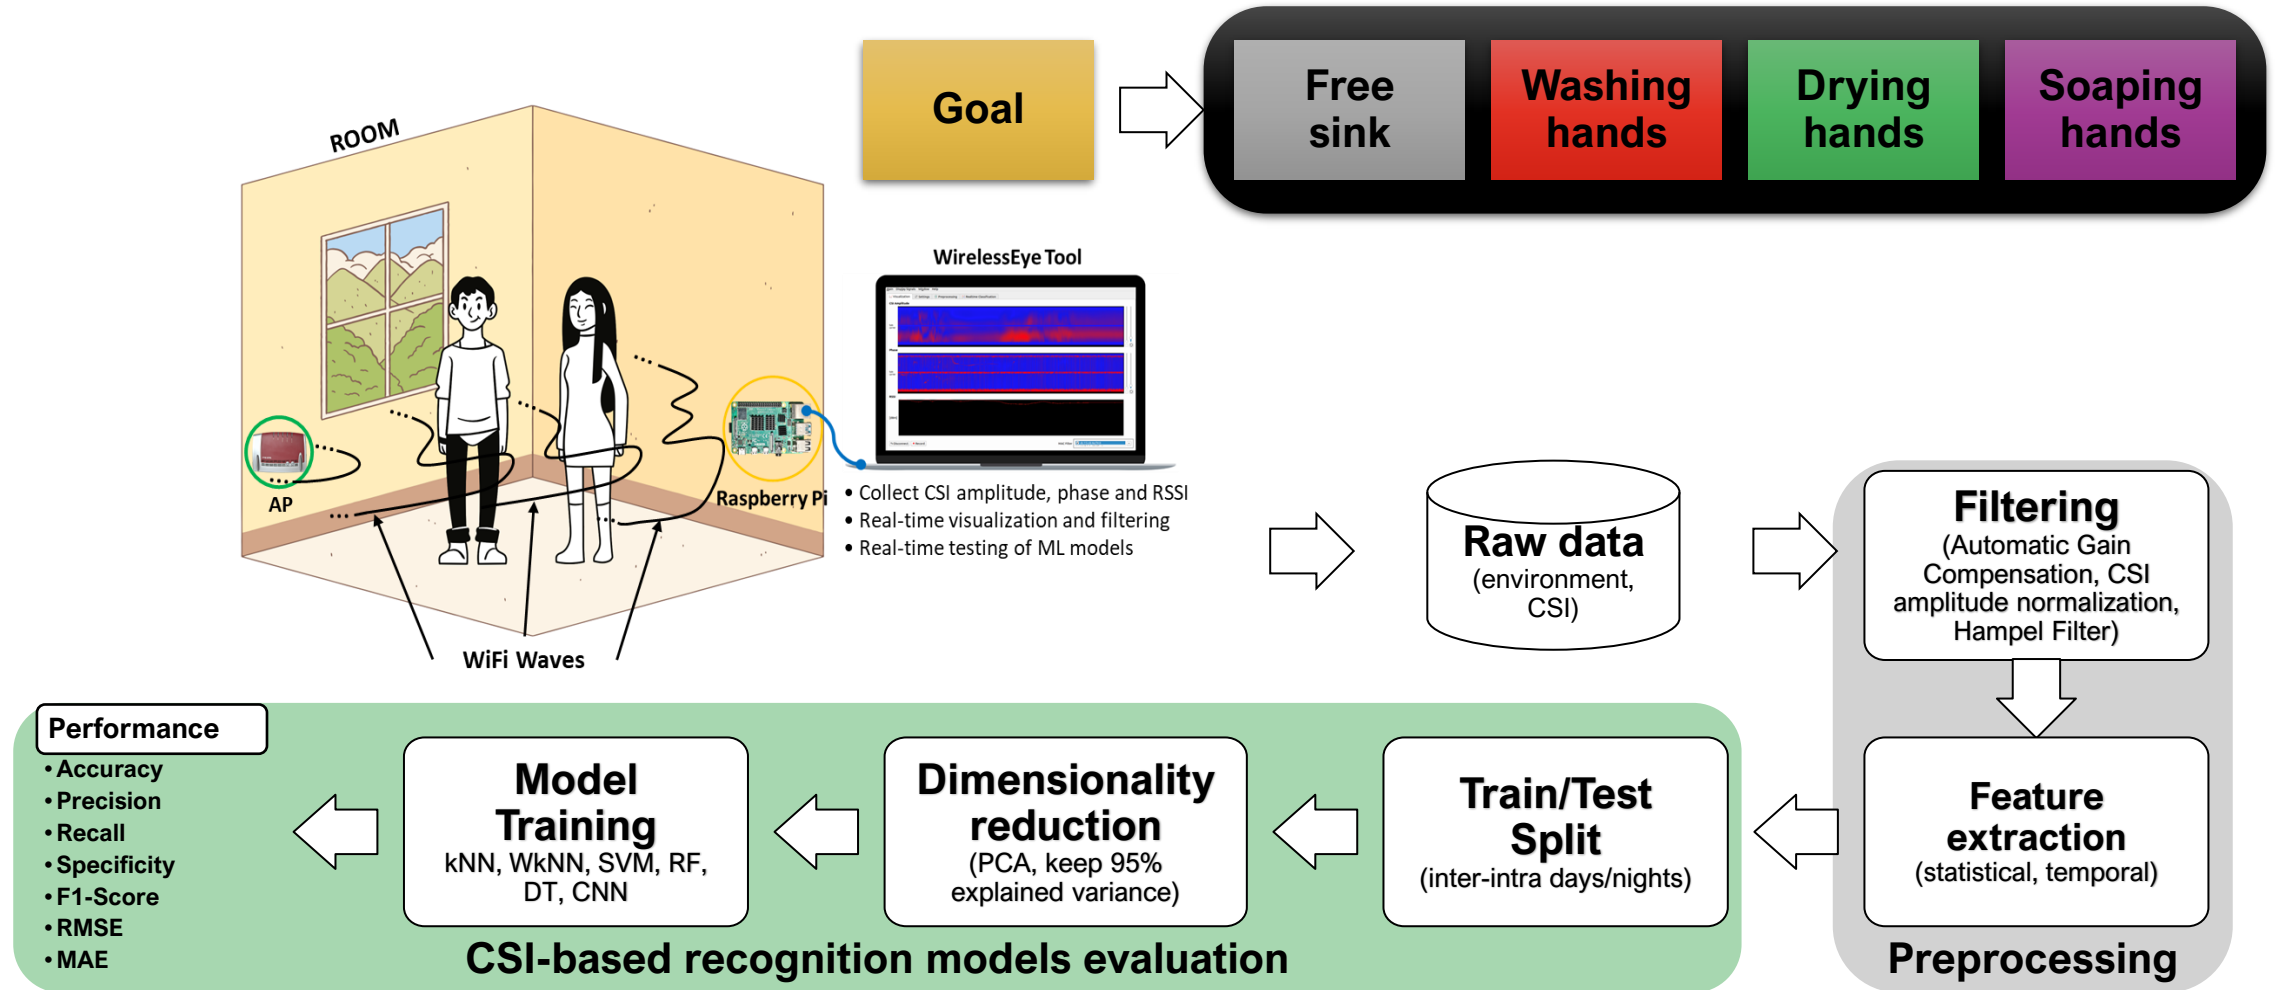 Goal
Free
sink
Washing
hands
Drying
hands
Soaping
hands
ROOM
WirelessEye Tool
AP
Raspberry Pi
• Collect CSI amplitude, phase and RSSI
• Real-time visualization and filtering
• Real-time testing of ML models
WiFi Waves
Raw data
(environment,
CSI)
Filtering
(Automatic Gain
Compensation, CSI
amplitude normalization,
Hampel Filter)
Feature
extraction
(statistical, temporal)
Preprocessing
Train/Test
Split
(inter-intra days/nights)
Dimensionality
reduction
(PCA, keep 95%
explained variance)
Model
Training
kNN, WkNN, SVM, RF,
DT, CNN
Performance
• Accuracy
• Precision
• Recall
• Specificity
• F1-Score
• RMSE
• MAE
CSI-based recognition models evaluation